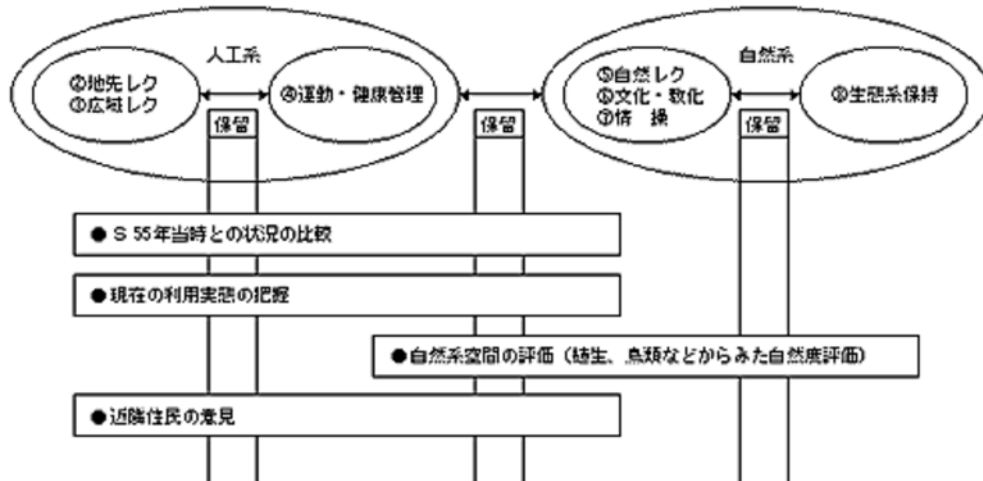 人工系
②地先レク
③広域レク
④運動・健康管理
保留
保留
自然系
⑤自然レク
⑥文化・教化
⑦情 操
⑧生態系保持
保留
●S 55年当時との状況の比較
●現在の利用実態の把握
●自然系空間の評価（植生、鳥類などからみた自然度評価）
●近隣住民の意見